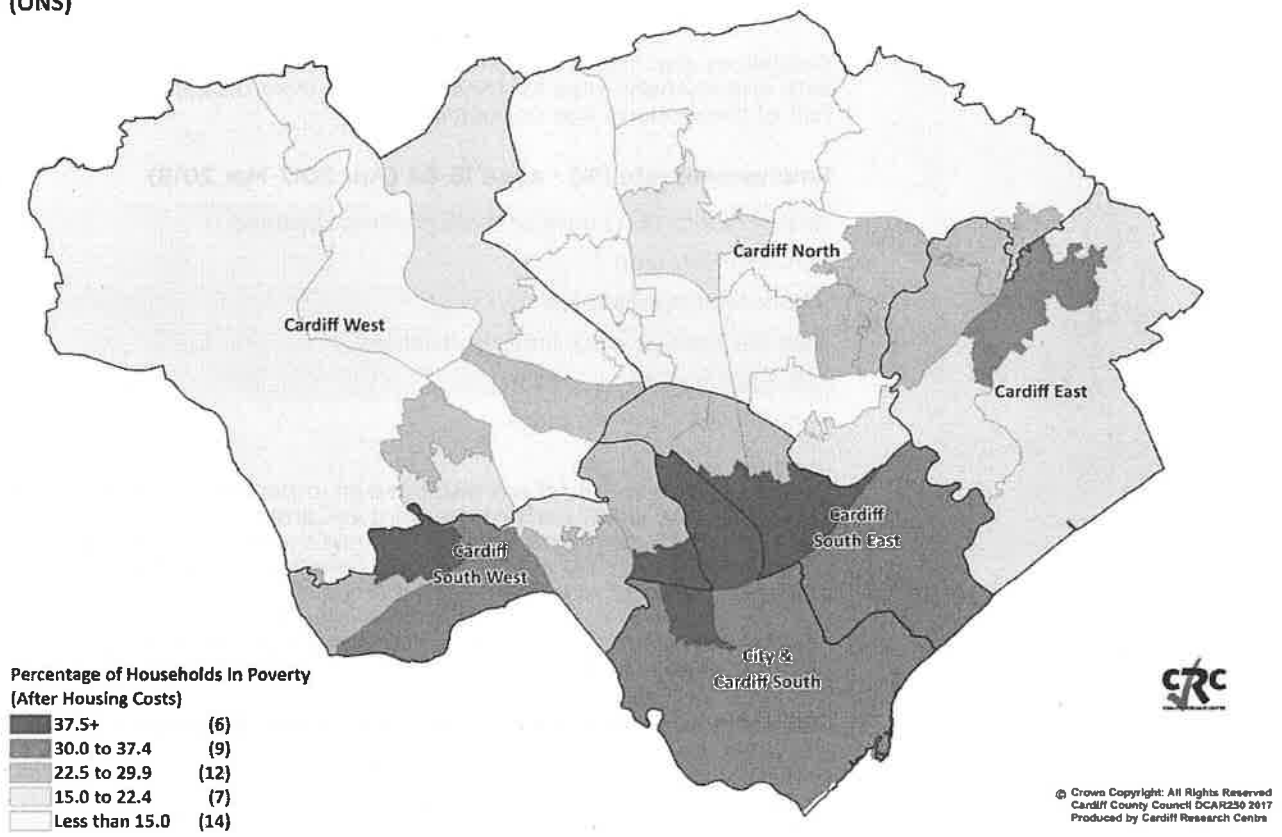 (ONS)
Cardiff North
Cardiff West
Cardiff East
Cardiff
South East
Cardiff
South West
City &
Cardiff South
Percentage of Households in Poverty
(After Housing Costs)
37.5+ (6)
30.0 to 37.4 (9)
22.5 to 29.9 (12)
15.0 to 22.4 (7)
Less than 15.0 (14)
CRC
© Crown Copyright: All Rights Reserved
Cardiff County Council DCAR250 2017
Produced by Cardiff Research Centre